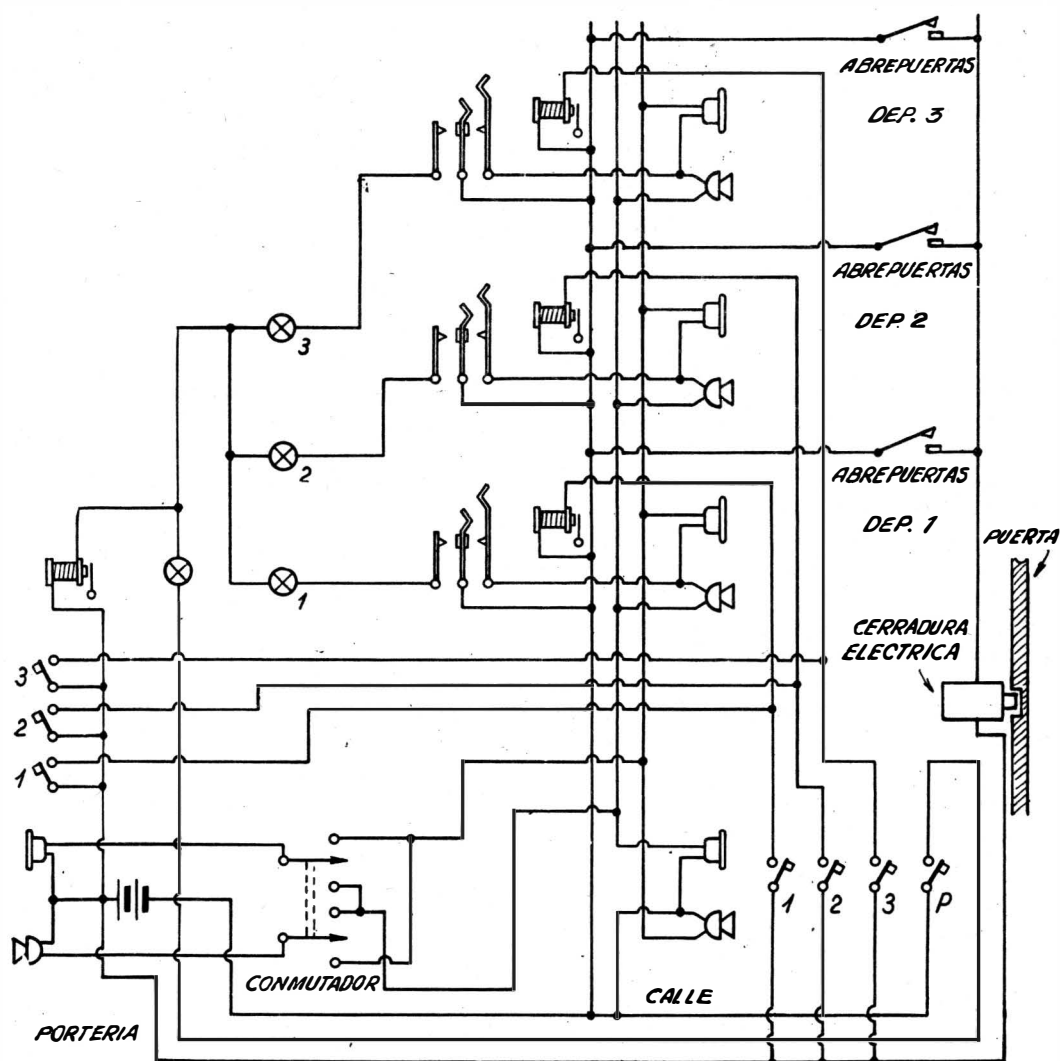 ABREPUERTAS
DEP. 3
ABREPUERTAS
DEP. 2
3
2
ABREPUERTAS
DEP. 1
PUERTA
1
CERRADURA
ELECTRICA
3
2
1
1
2
3
P
CONMUTADOR
CALLE
PORTERIA